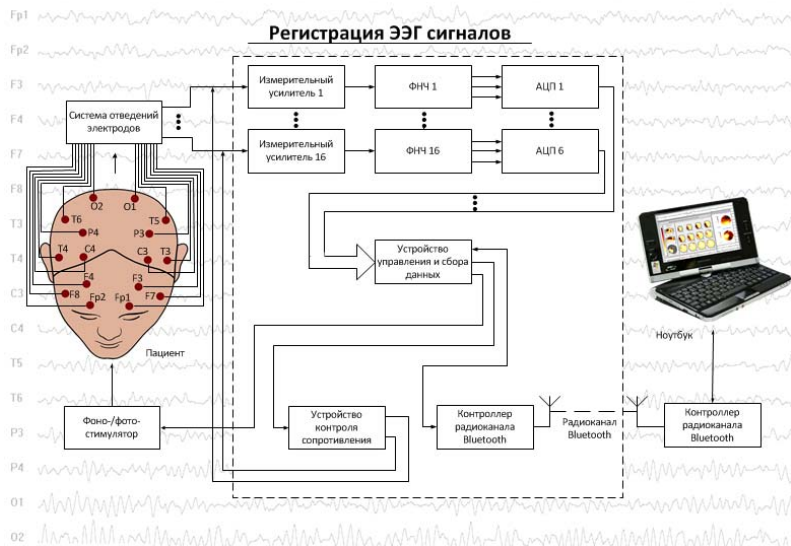 Регистрация ЭЭГ сигналов
Fp1
Fp2
F3
F4
F7
F8
T3
T4
C3
C4
T5
T6
P3
P4
O1
O2
Система отведений
электродов
Измерительный
усилитель 1
ФНЧ 1
АЦП 1
Измерительный
усилитель 16
ФНЧ 16
АЦП 6
O2
O1
T6
T5
P4
P3
T4
C4
C3
T3
F4
F3
F8
Fp2
Fp1
F7
Пациент
Устройство
управления и сбора
данных
Ноутбук
Фоно-/фото-
стимулятор
Устройство
контроля
сопротивления
Контроллер
радиоканала
Bluetooth
Радиоканал
Bluetooth
Контроллер
радиоканала
Bluetooth